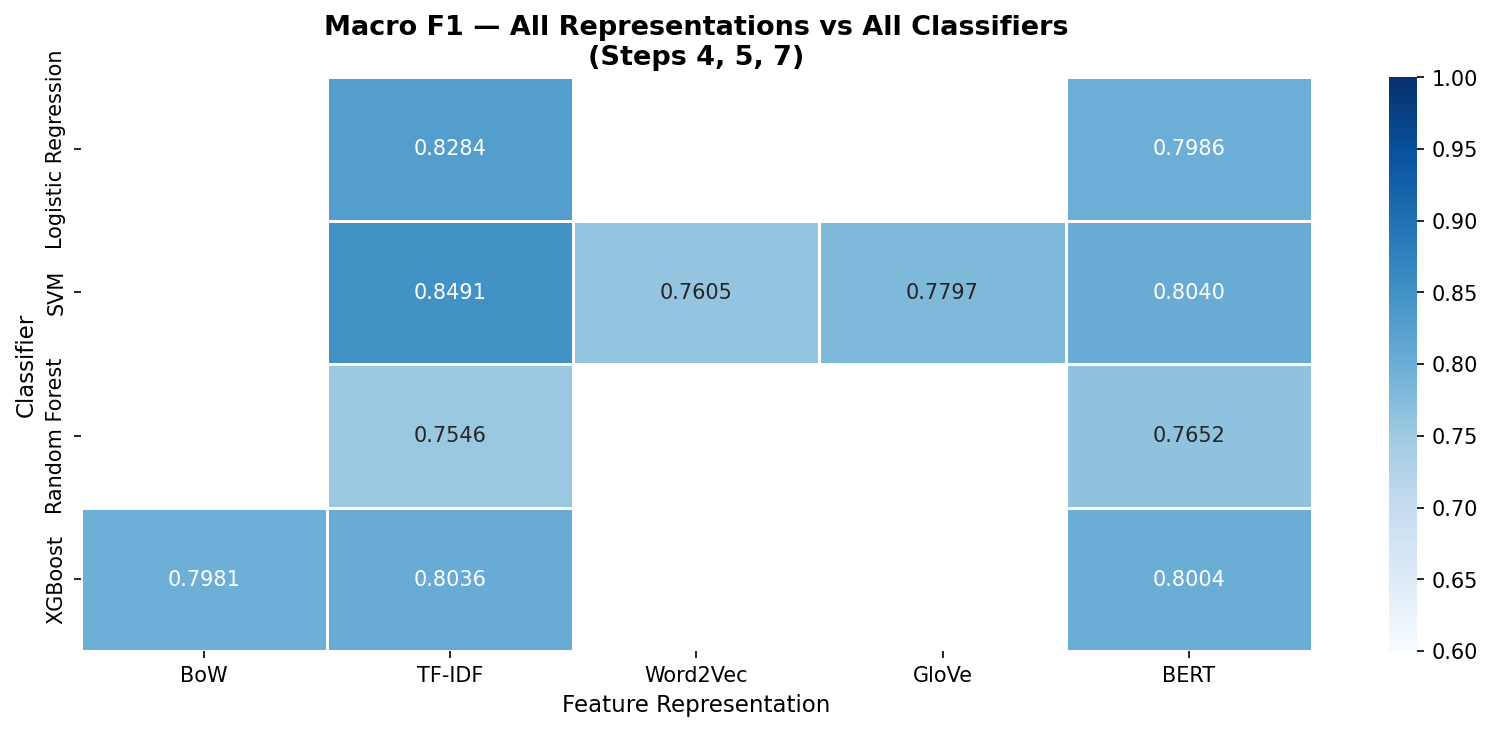 Macro F1 — All Representations vs All Classifiers
(Steps 4, 5, 7)
Classifier
Logistic Regression
SVM
Random Forest
XGBoost
0.8284
0.7986
0.8491
0.7605
0.7797
0.8040
0.7546
0.7652
0.7981
0.8036
0.8004
BoW
TF-IDF
Word2Vec
GloVe
BERT
Feature Representation
1.00
0.95
0.90
0.85
0.80
0.75
0.70
0.65
0.60